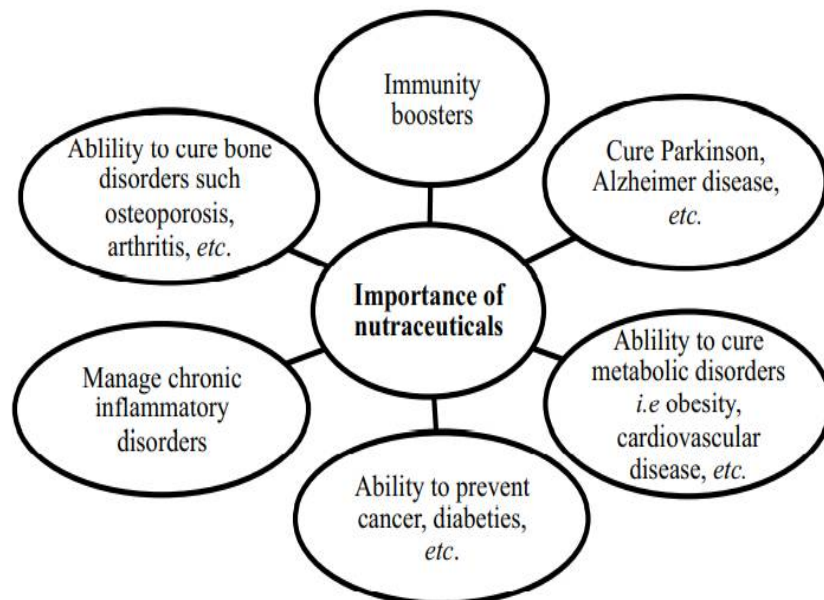 Immunity
boosters
Ablility to cure bone
disorders such
osteoporosis,
arthritis, etc.
Cure Parkinson,
Alzheimer disease,
etc.
Importance of
nutraceuticals
Manage chronic
inflammatory
disorders
Ablility to cure
metabolic disorders
i.e obesity,
cardiovascular
disease, etc.
Ability to prevent
cancer, diabeties,
etc.